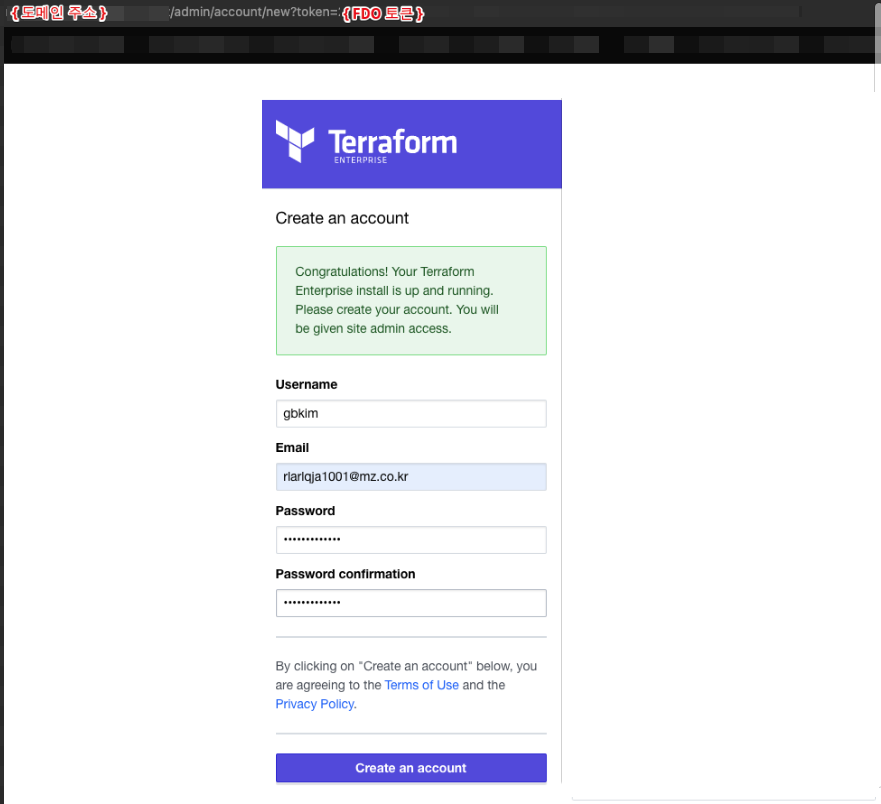 { 도메인 주소 } /admin/account/new?token= { FDO 토큰 }
Terraform
ENTERPRISE
Create an account
Congratulations! Your Terraform
Enterprise install is up and running.
Please create your account. You will
be given site admin access.
Username
gbkim
Email
rlarlqja1001@mz.co.kr
Password
•••••••••••••
Password confirmation
•••••••••••••
By clicking on "Create an account" below, you
are agreeing to the Terms of Use and the
Privacy Policy.
Create an account